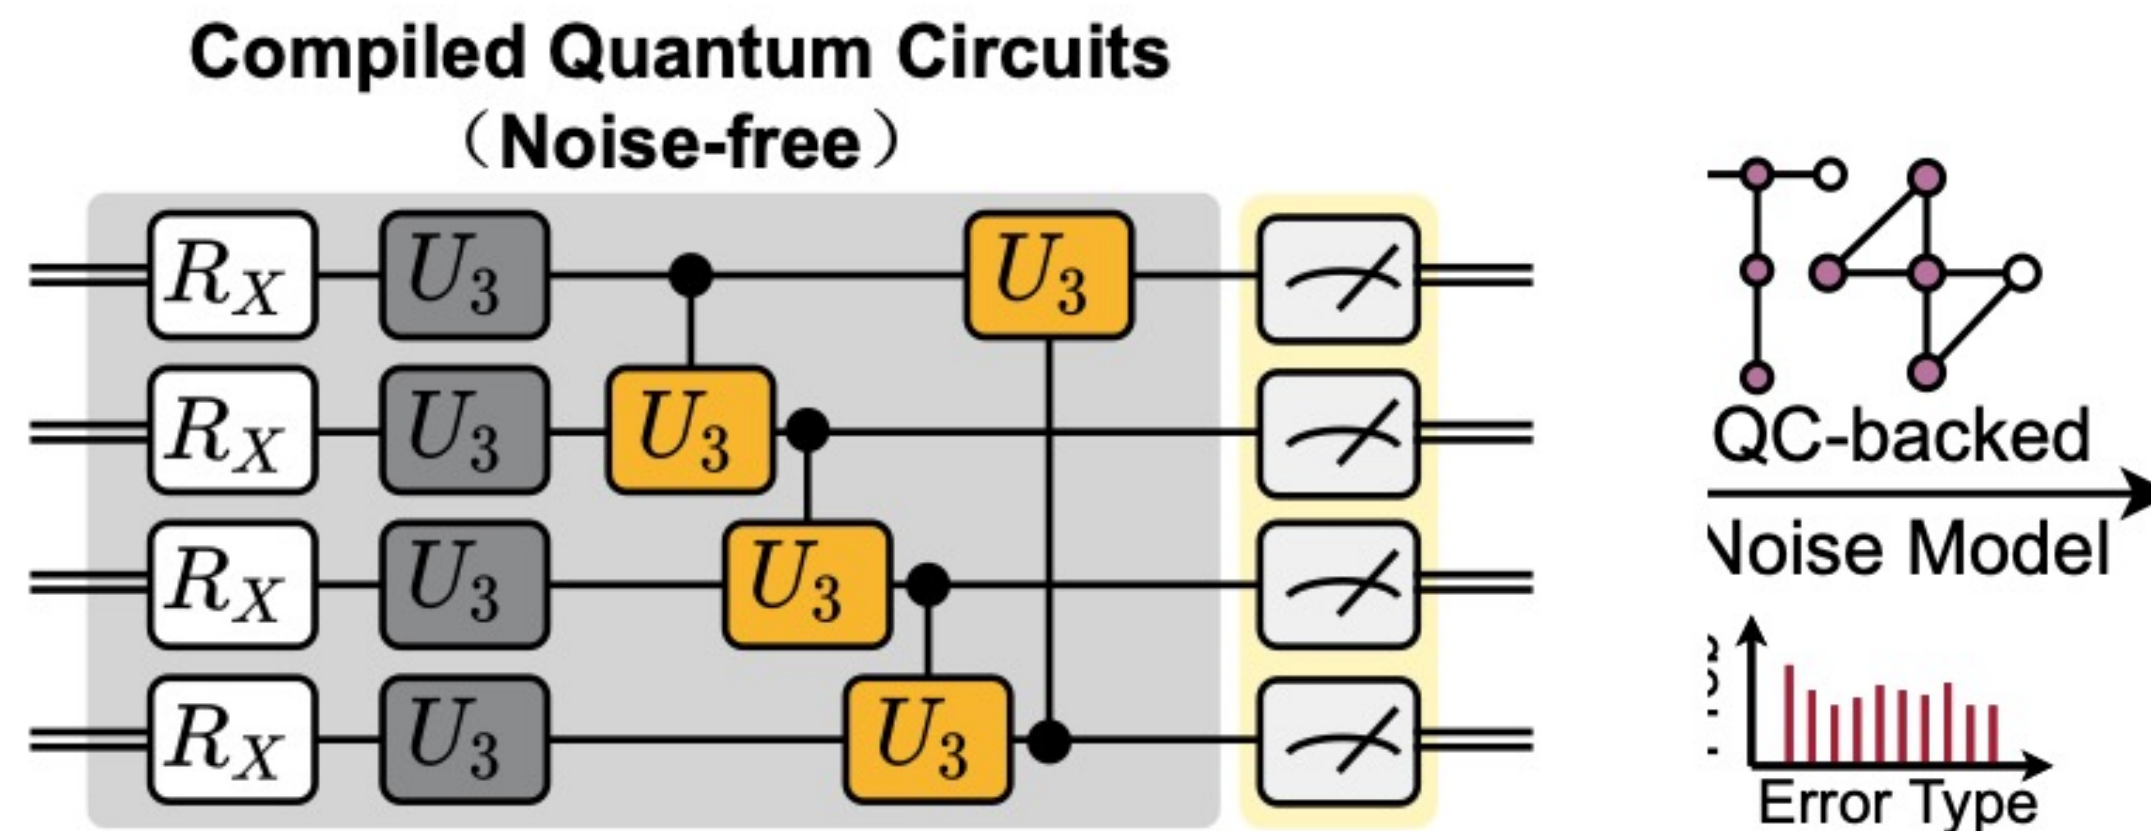 Compiled Quantum Circuits
（Noise-free）
R_X U_3 U_3
R_X U_3 U_3
R_X U_3 U_3
R_X U_3 U_3
QC-backed
Noise Model
Error Type